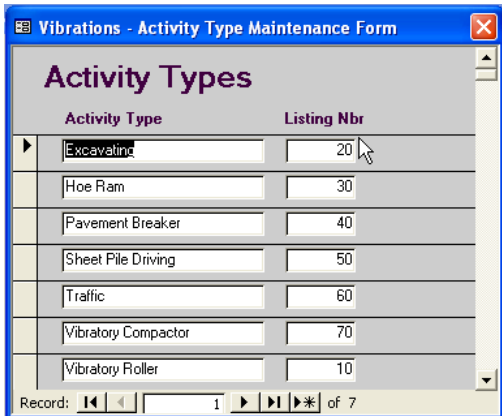 Vibrations - Activity Type Maintenance Form
Activity Types
Activity Type Listing Nbr
Excavating 20
Hoe Ram 30
Pavement Breaker 40
Sheet Pile Driving 50
Traffic 60
Vibratory Compactor 70
Vibratory Roller 10
Record: 1 of 7